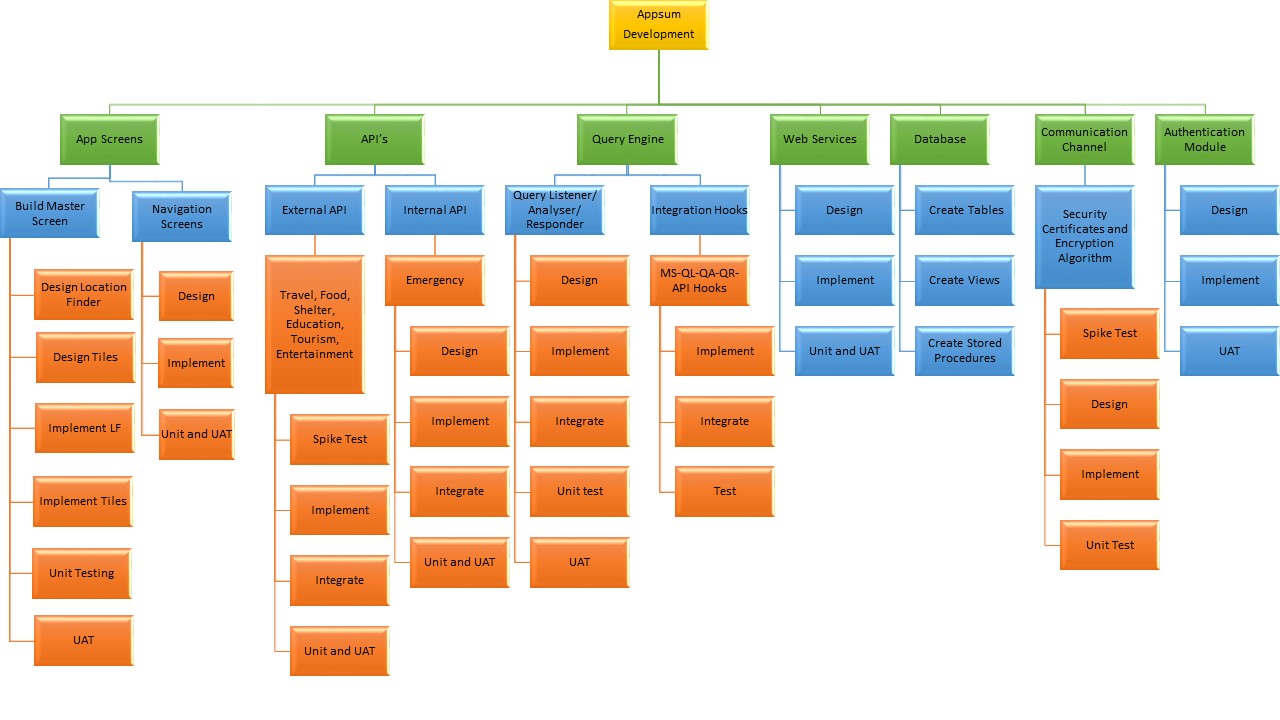 Appsum
Development
App Screens
API's
Query Engine
Web Services
Database
Communication
Channel
Authentication
Module
Build Master
Screen
Navigation
Screens
External API
Internal API
Query Listener/
Analyser/
Responder
Integration Hooks
Design
Create Tables
Security
Certificates and
Encryption
Algorithm
Design
Design Location
Finder
Design
Travel, Food,
Shelter,
Education,
Tourism,
Entertainment
Emergency
Design
MS-QL-QA-QR-
API Hooks
Implement
Create Views
Implement
Design Tiles
Implement
Design
Implement
Implement
Unit and UAT
Create Stored
Procedures
Spike Test
UAT
Implement LF
Unit and UAT
Spike Test
Implement
Integrate
Integrate
Design
Implement Tiles
Implement
Integrate
Unit test
Test
Implement
Unit Testing
Integrate
Unit and UAT
UAT
Unit Test
UAT
Unit and UAT